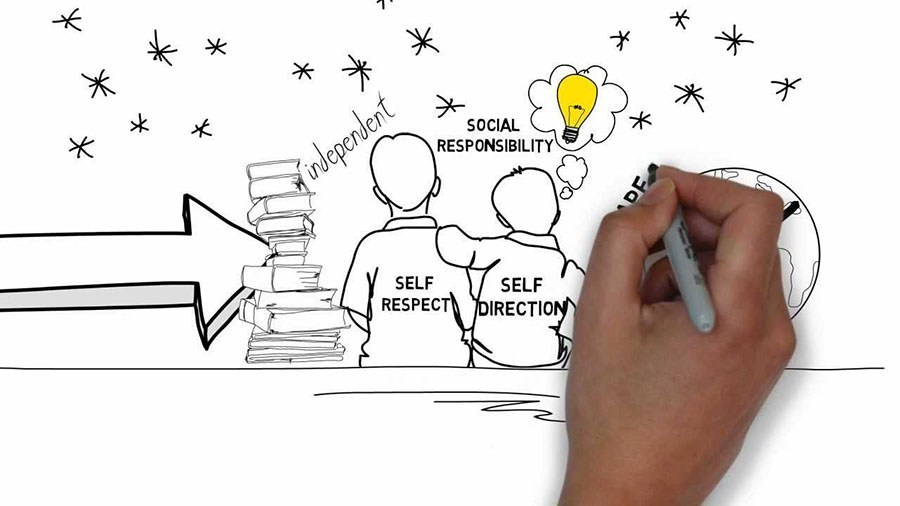 independent
SOCIAL
RESPONSIBILITY
SELF
RESPECT
SELF
DIRECTION